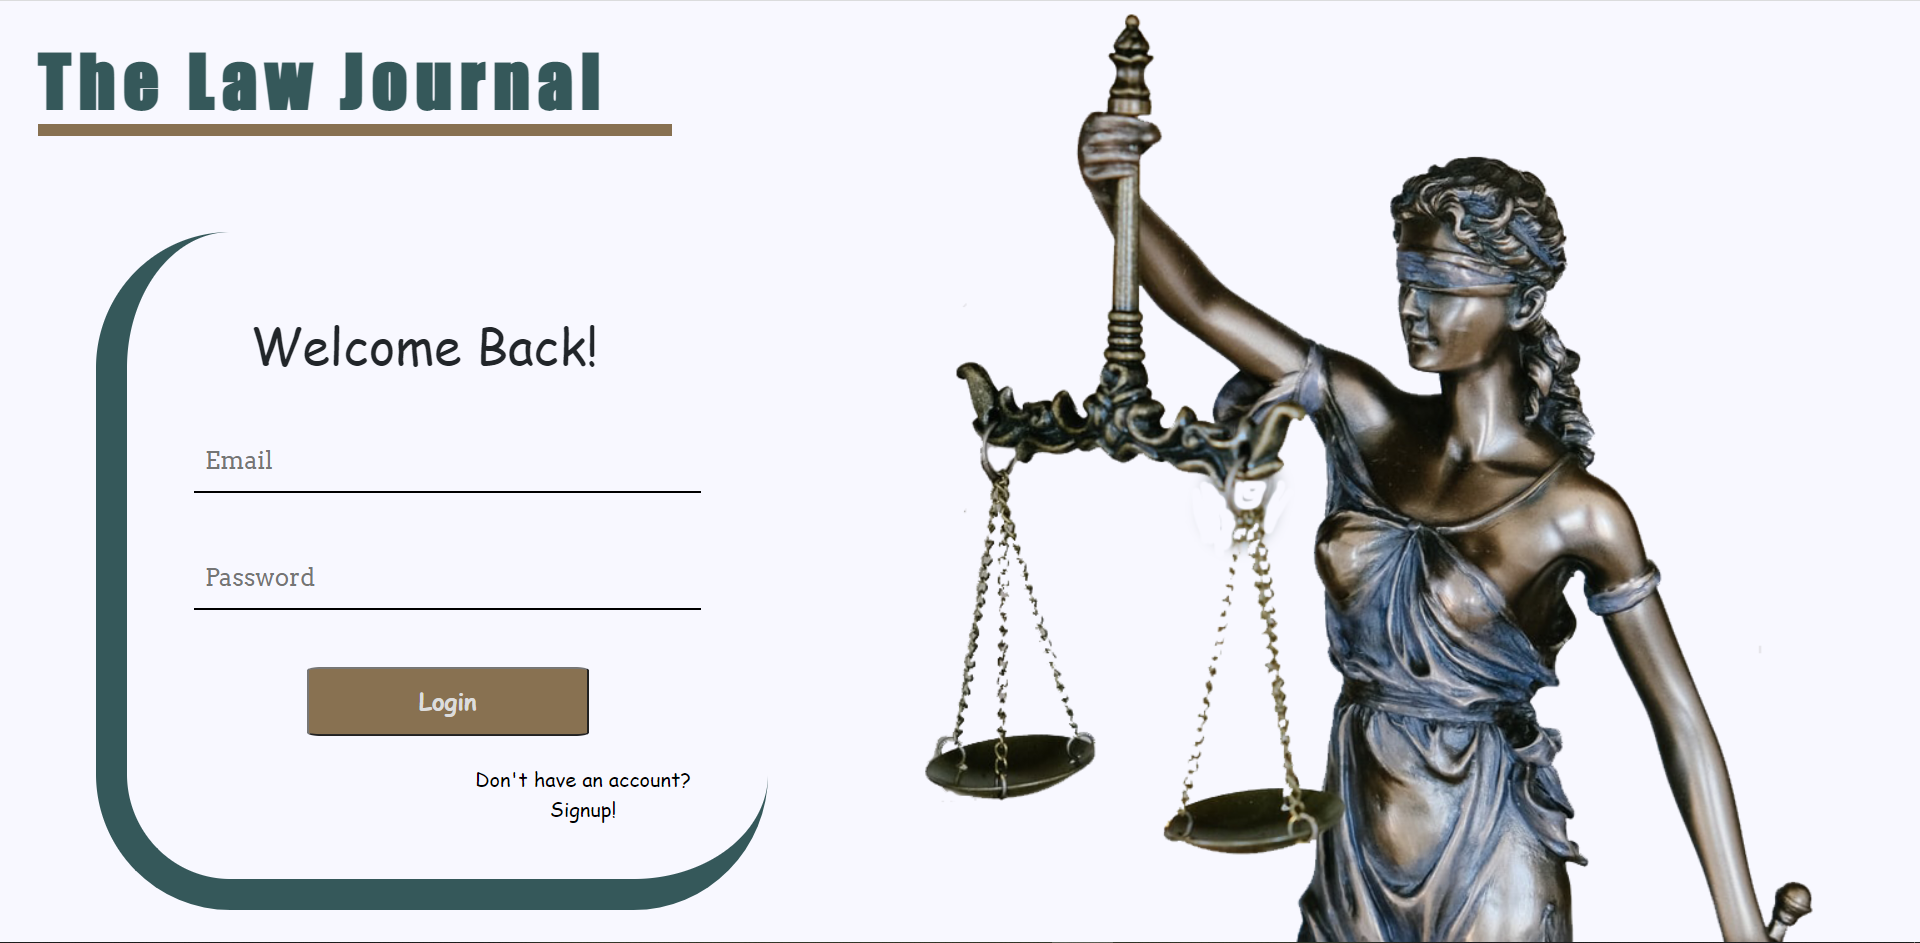 The Law Journal
Welcome Back!
Email
Password
Login
Don't have an account?
Signup!